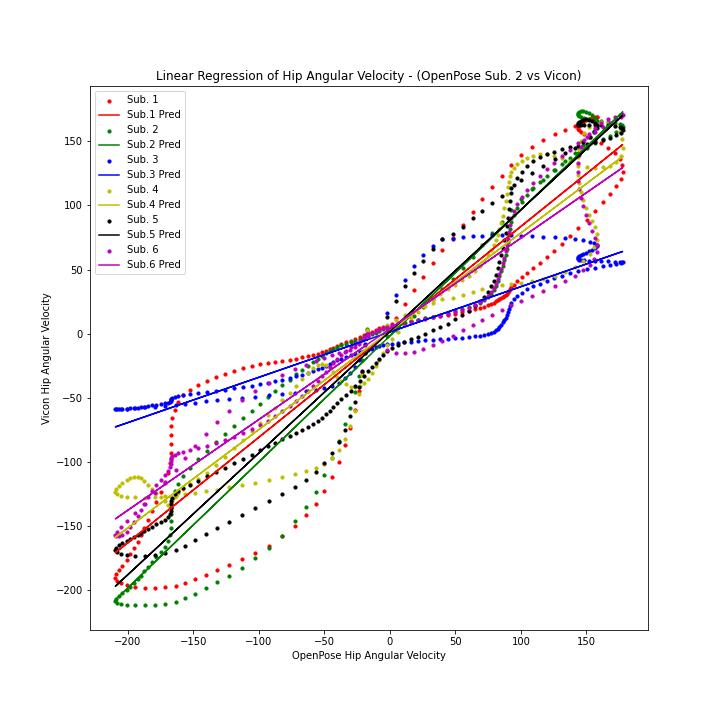 Linear Regression of Hip Angular Velocity - (OpenPose Sub. 2 vs Vicon)
Sub. 1
Sub.1 Pred
Sub. 2
Sub.2 Pred
Sub. 3
Sub.3 Pred
Sub. 4
Sub.4 Pred
Sub. 5
Sub.5 Pred
Sub. 6
Sub.6 Pred
150
100
50
0
−50
−100
−150
−200
Vicon Hip Angular Velocity
−200
−150
−100
−50
0
50
100
150
OpenPose Hip Angular Velocity